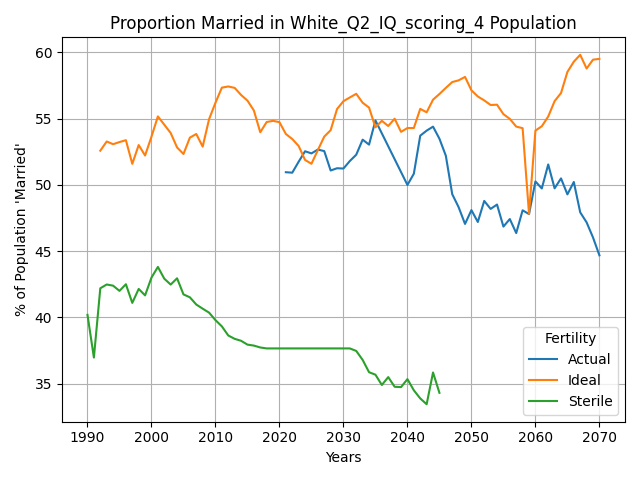 Proportion Married in White_Q2_IQ_scoring_4 Population
% of Population 'Married'
60
55
50
45
40
35
1990 2000 2010 2020 2030 2040 2050 2060 2070
Years
Fertility
Actual
Ideal
Sterile